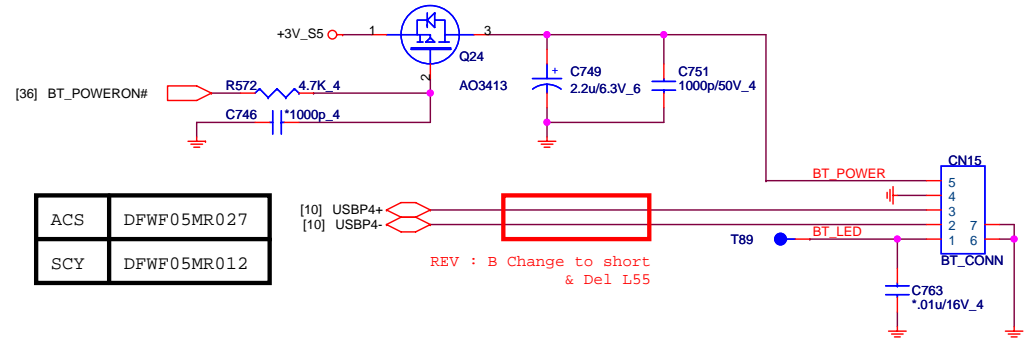 +3V_S5
1
3
Q24
2
AO3413
C749
2.2u/6.3V_6
+
C751
1000p/50V_4
[36] BT_POWERON#
R572
4.7K_4
C746
*1000p_4
CN15
BT_POWER
5
4
3
2
1
7
6
BT_CONN
ACS DFWF05MR027
SCY DFWF05MR012
[10] USBP4+
[10] USBP4-
T89
BT_LED
REV : B Change to short
& Del L55
C763
*.01u/16V_4